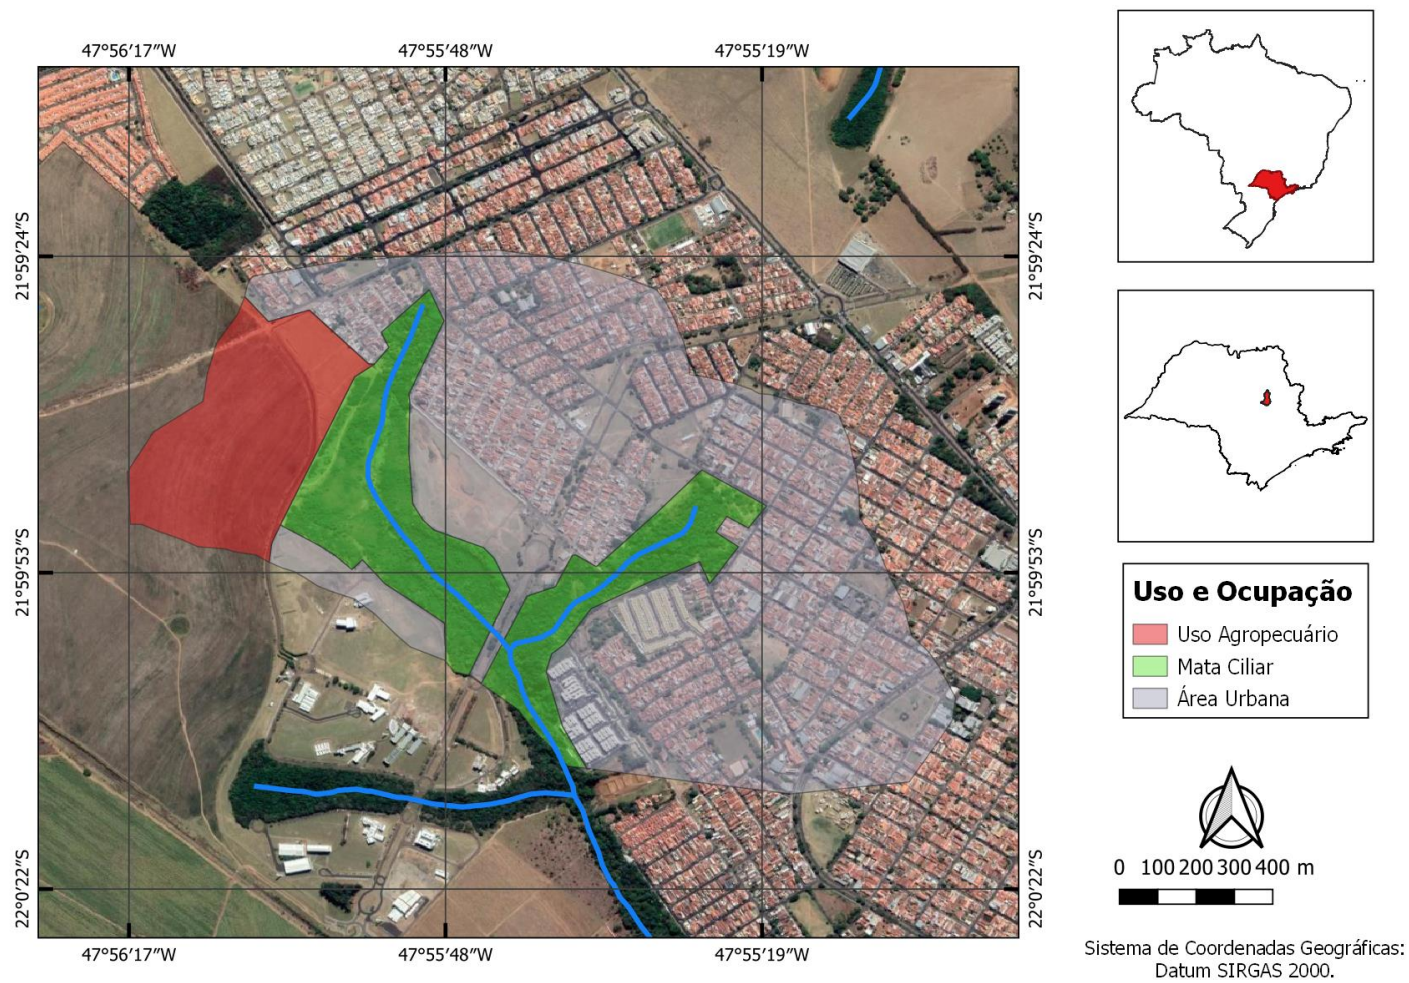 47°56′17″W 47°55′48″W 47°55′19″W
21°59′24″S 21°59′24″S
21°59′53″S 21°59′53″S
22°0′22″S 22°0′22″S
47°56′17″W 47°55′48″W 47°55′19″W
Uso e Ocupação
Uso Agropecuário
Mata Ciliar
Área Urbana
0 100 200 300 400 m
Sistema de Coordenadas Geográficas:
Datum SIRGAS 2000.